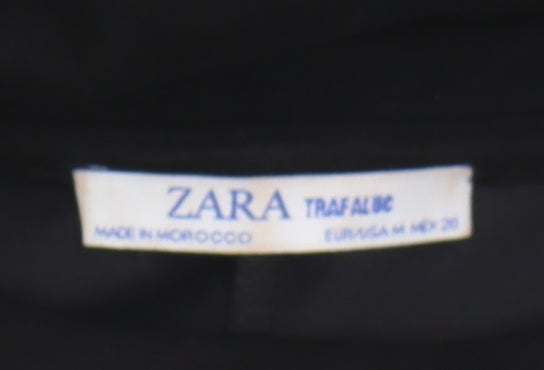 ZARA TRAFALUC
MADE IN MOROCCO EUR/USA M MEX 28